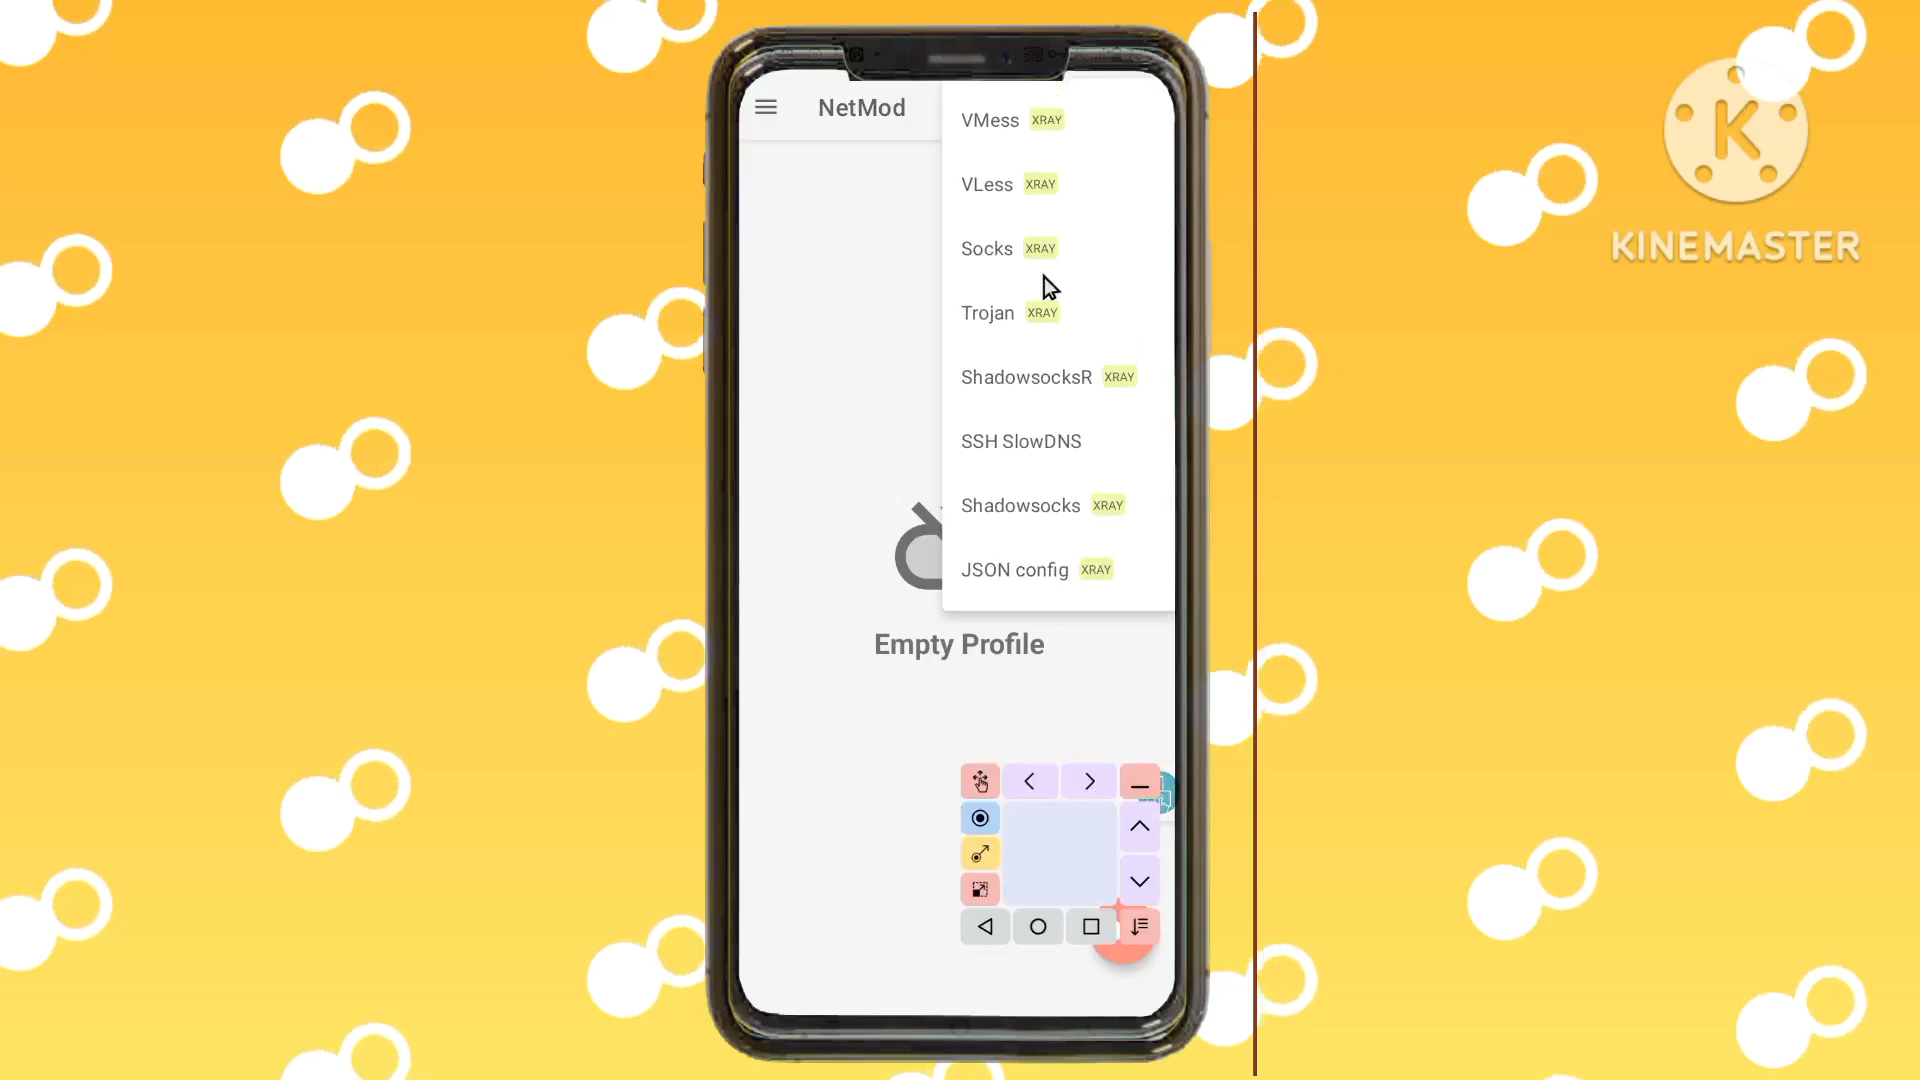 NetMod
VMess XRAY
VLess XRAY
Socks XRAY
Trojan XRAY
ShadowsocksR XRAY
SSH SlowDNS
Shadowsocks XRAY
JSON config XRAY
Empty Profile
K
KINEMASTER